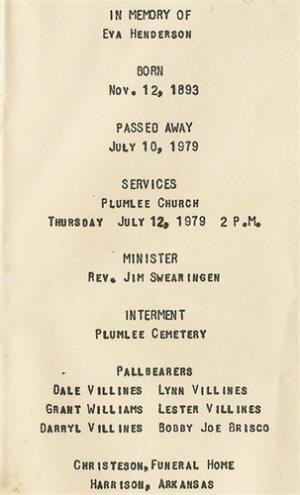 IN MEMORY OF
EVA HENDERSON
BORN
NOV. 12, 1893
PASSED AWAY
JULY 10, 1979
SERVICES
PLUMLEE CHURCH
THURSDAY JULY 12, 1979 2 P.M.
MINISTER
REV. JIM SWEARINGEN
INTERMENT
PLUMLEE CEMETERY
PALLBEARERS
DALE VILLINES LYNN VILLINES
GRANT WILLIAMS LESTER VILLINES
DARRYL VILLINES BOBBY JOE BRISCO
CHRISTESON, FUNERAL HOME
HARRISON, ARKANSAS